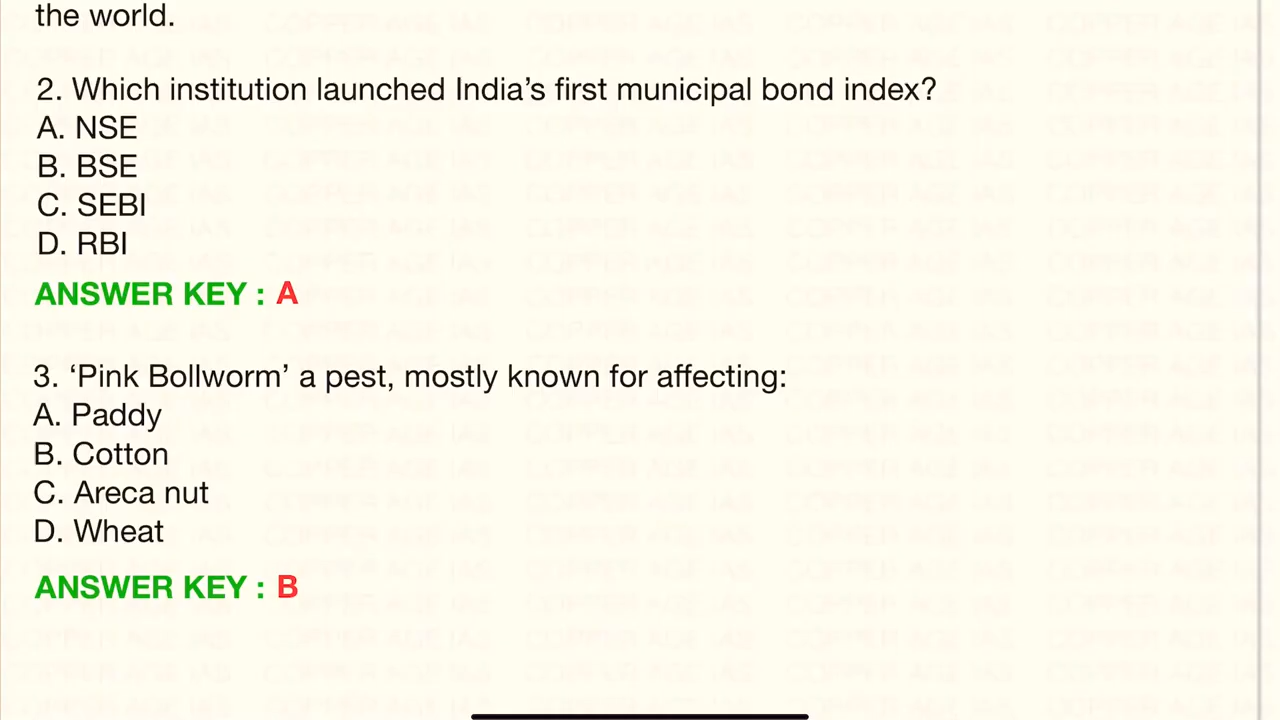 the world.
2. Which institution launched India’s first municipal bond index?
A. NSE
B. BSE
C. SEBI
D. RBI
ANSWER KEY : A
3. ‘Pink Bollworm’ a pest, mostly known for affecting:
A. Paddy
B. Cotton
C. Areca nut
D. Wheat
ANSWER KEY : B